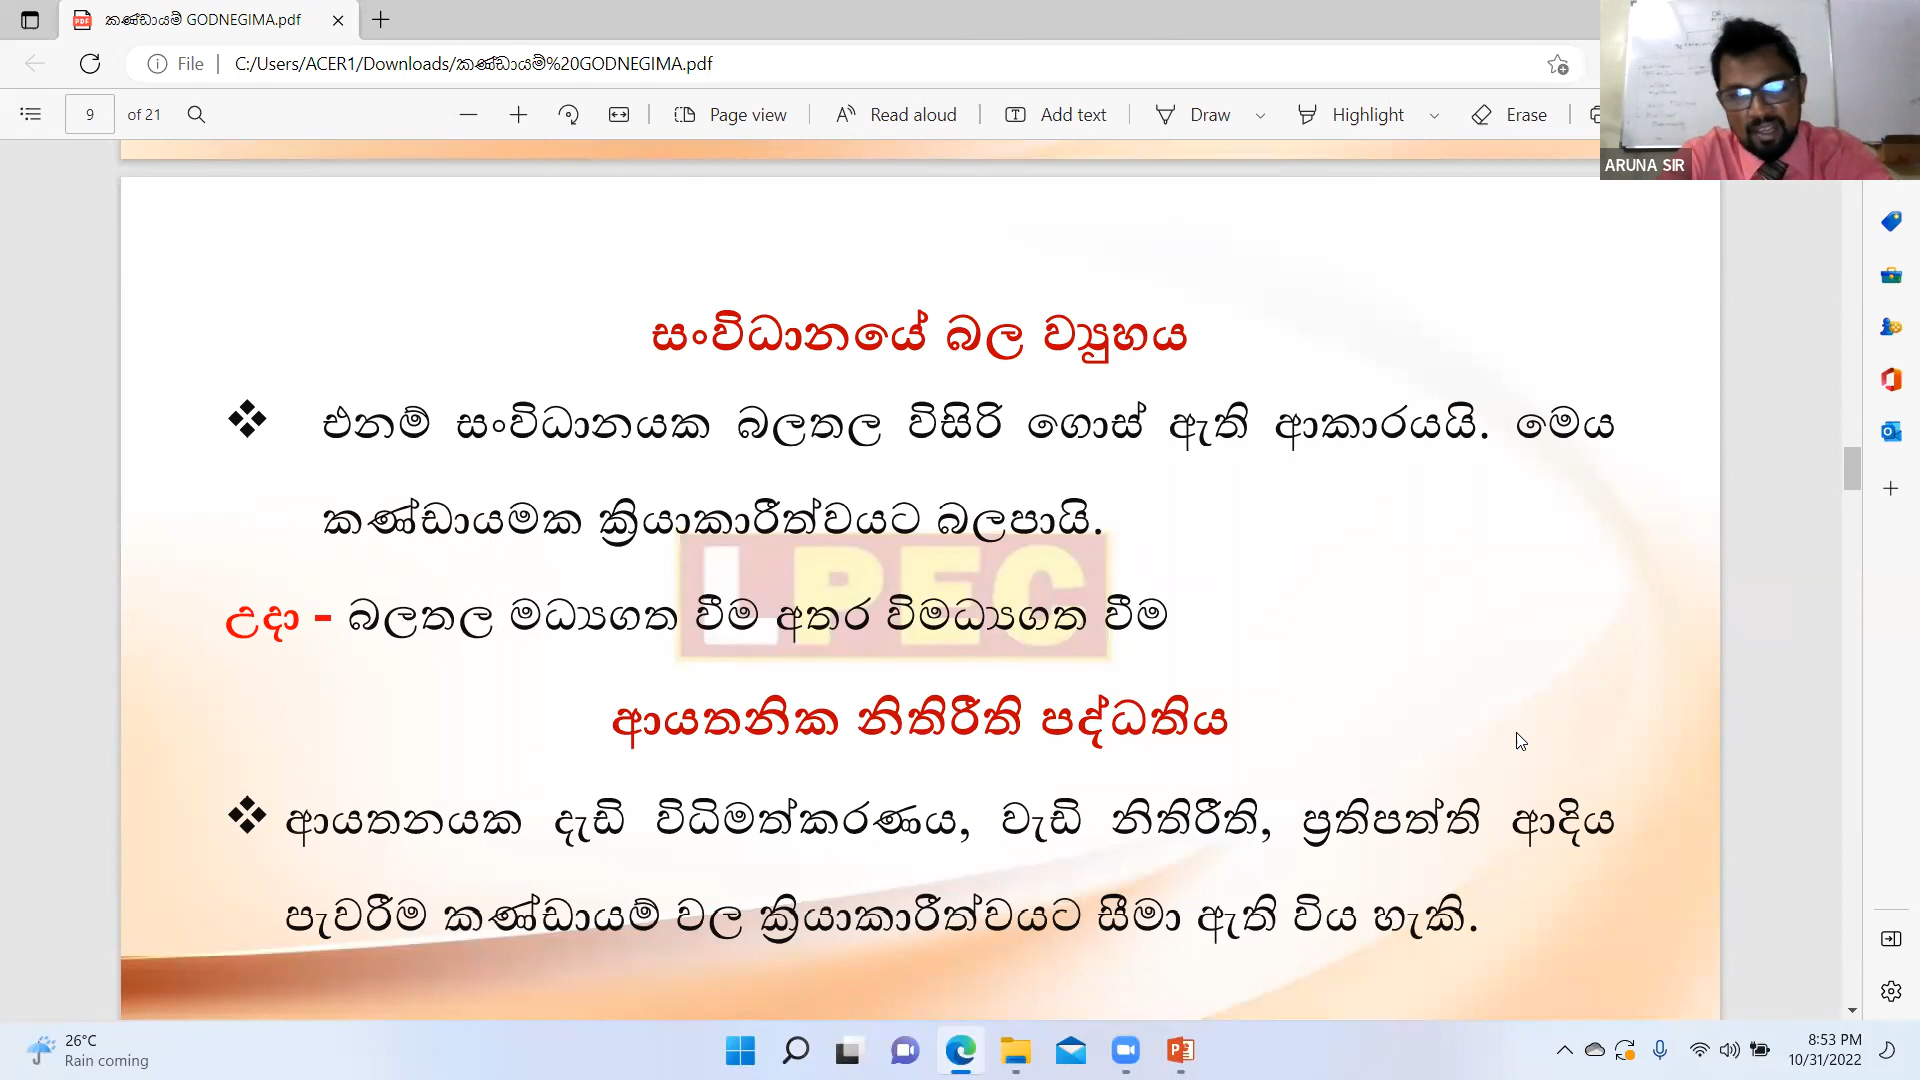 කණ්ඩායම් GODNEGIMA.pdf
File
C:/Users/ACER1/Downloads/කණ්ඩායම්%20GODNEGIMA.pdf
9 of 21
Page view
Read aloud
Add text
Draw
Highlight
Erase
ARUNA SIR
සංවිධානයේ බල ව්‍යුහය
එනම් සංවිධානයක බලතල විසිරි ගොස් ඇති ආකාරයයි. මෙය
කණ්ඩායමක ක්‍රියාකාරීත්වයට බලපායි.
LPEC
උදා - බලතල මධ්‍යගත වීම අතර විමධ්‍යගත වීම
ආයතනික නිතිරීති පද්ධතිය
ආයතනයක දැඩි විධිමත්කරණය, වැඩි නිතිරීති, ප්‍රතිපත්ති ආදිය
පැවරීම කණ්ඩායම් වල ක්‍රියාකාරීත්වයට සීමා ඇති විය හැකි.
26°C
Rain coming
8:53 PM
10/31/2022